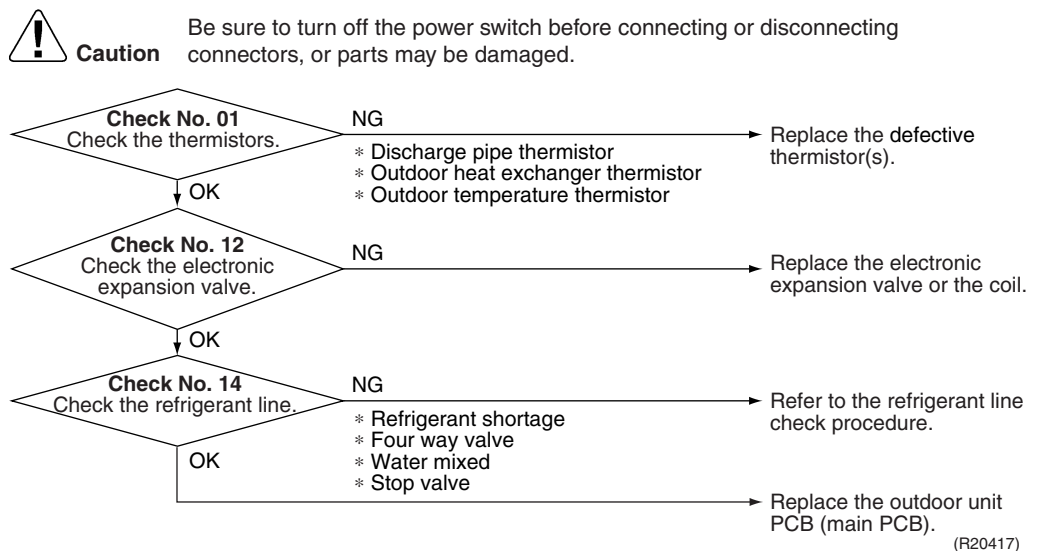 Be sure to turn off the power switch before connecting or disconnecting
Caution connectors, or parts may be damaged.
Check No. 01
Check the thermistors.
NG
∗ Discharge pipe thermistor
∗ Outdoor heat exchanger thermistor
∗ Outdoor temperature thermistor
Replace the defective
thermistor(s).
OK
Check No. 12
Check the electronic
expansion valve.
NG
Replace the electronic
expansion valve or the coil.
OK
Check No. 14
Check the refrigerant line.
NG
∗ Refrigerant shortage
∗ Four way valve
∗ Water mixed
∗ Stop valve
Refer to the refrigerant line
check procedure.
OK
Replace the outdoor unit
PCB (main PCB).
(R20417)